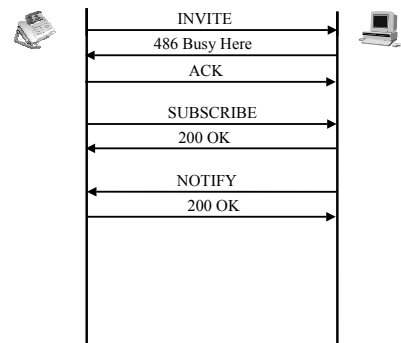 INVITE
486 Busy Here
ACK
SUBSCRIBE
200 OK
NOTIFY
200 OK